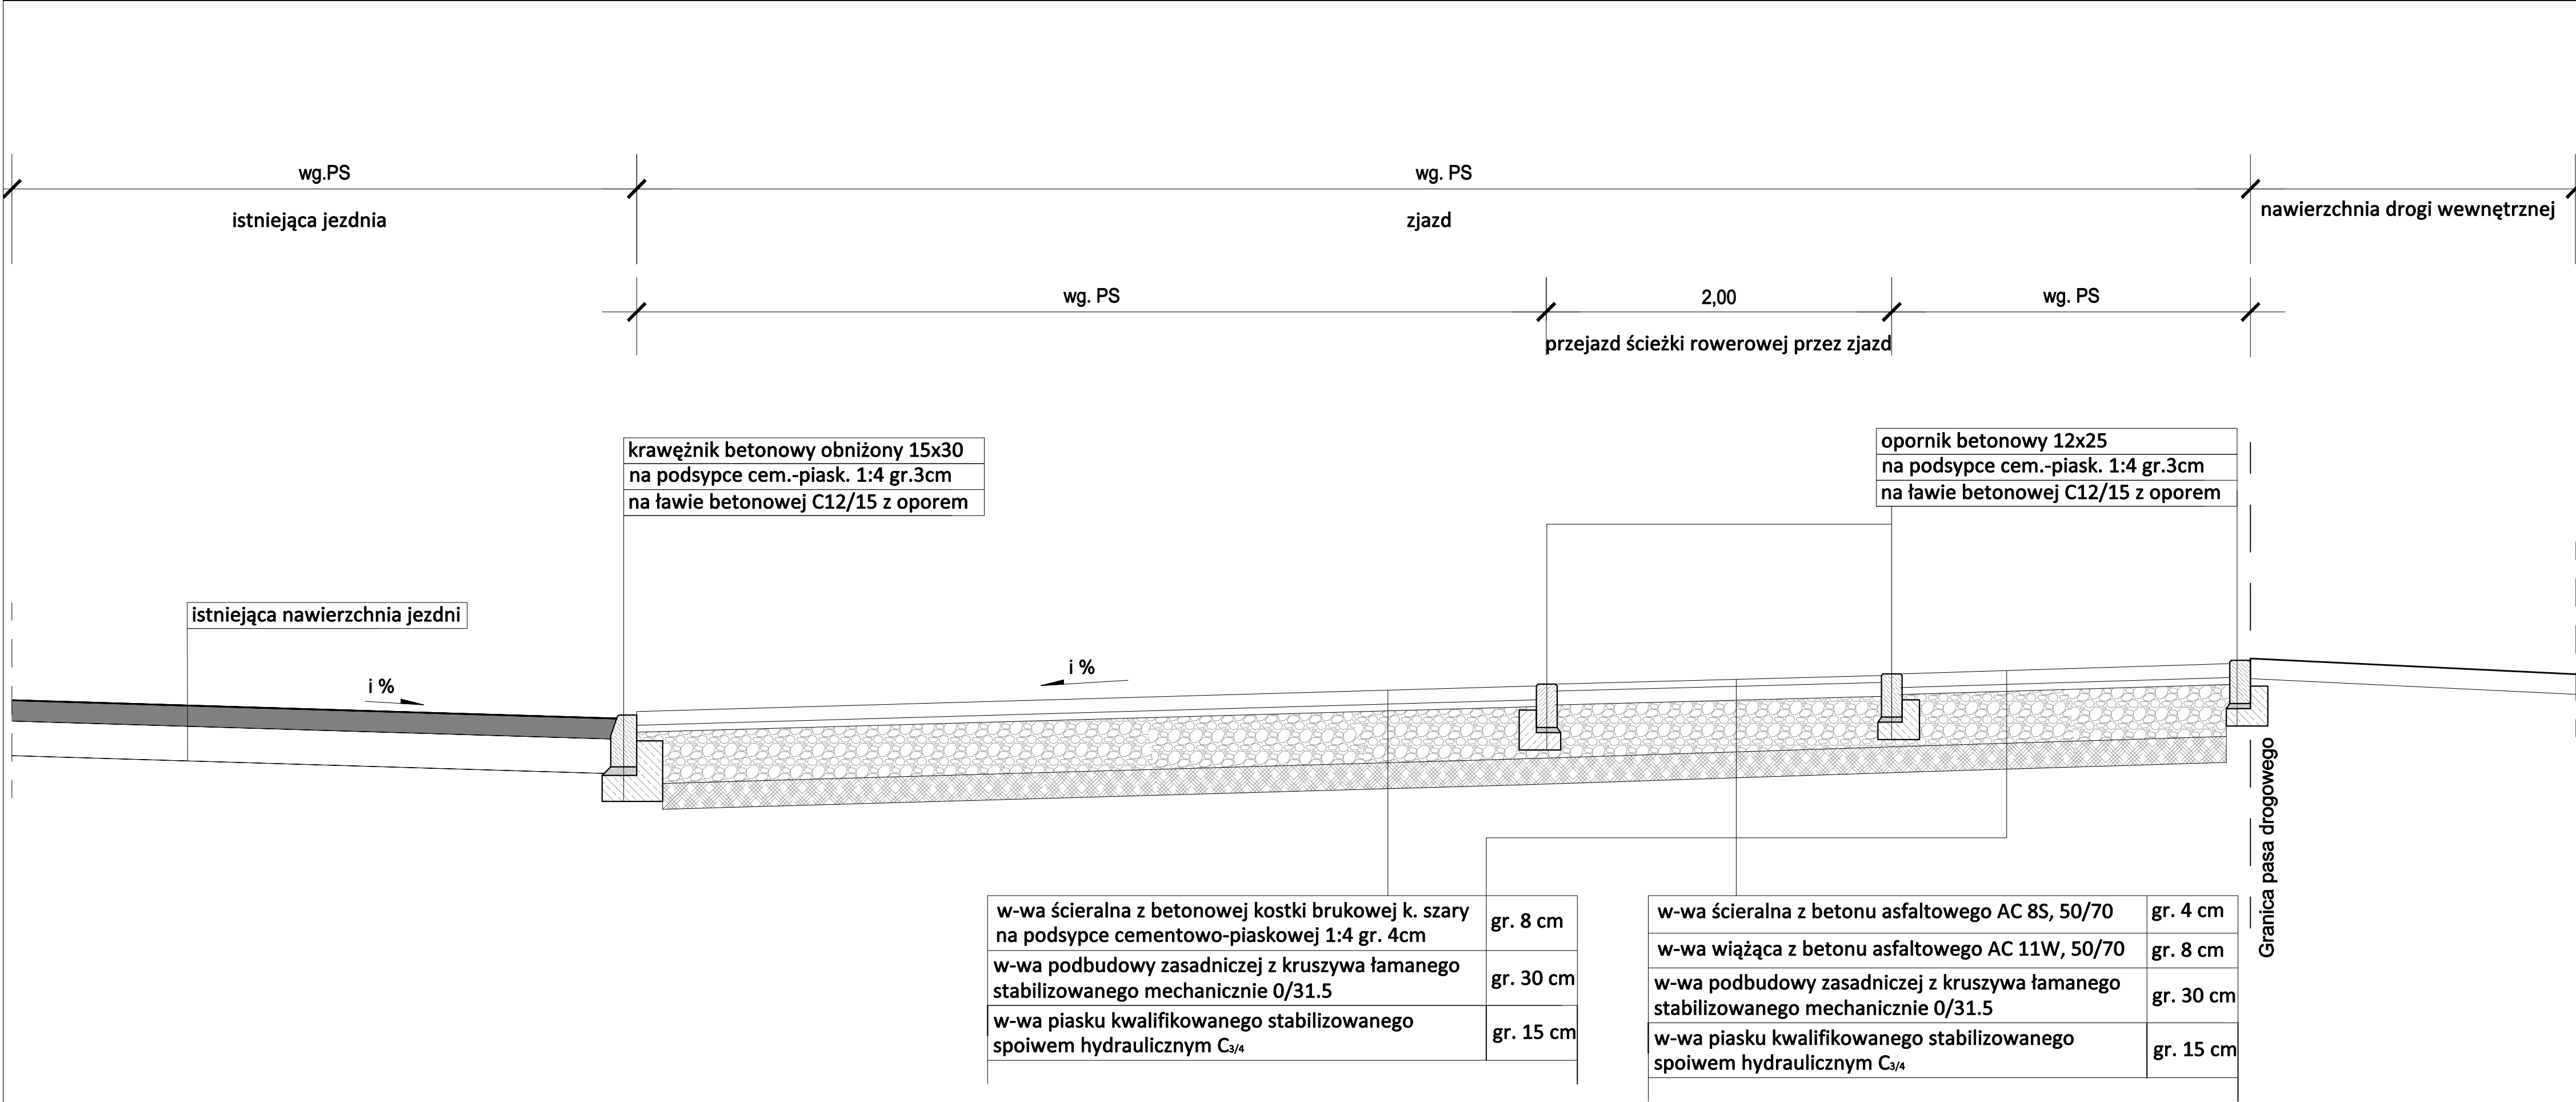 wg.PS
wg. PS
istniejąca jezdnia
zjazd
nawierzchnia drogi wewnętrznej
wg. PS
2,00
wg. PS
przejazd ścieżki rowerowej przez zjazd
krawężnik betonowy obniżony 15x30
na podsypce cem.-piask. 1:4 gr.3cm
na ławie betonowej C12/15 z oporem
opornik betonowy 12x25
na podsypce cem.-piask. 1:4 gr.3cm
na ławie betonowej C12/15 z oporem
istniejąca nawierzchnia jezdni
i %
i %
Granica pasa drogowego
w-wa ścieralna z betonowej kostki brukowej k. szary
na podsypce cementowo-piaskowej 1:4 gr. 4cm
gr. 8 cm
w-wa podbudowy zasadniczej z kruszywa łamanego
stabilizowanego mechanicznie 0/31.5
gr. 30 cm
w-wa piasku kwalifikowanego stabilizowanego
spoiwem hydraulicznym C3/4
gr. 15 cm
w-wa ścieralna z betonu asfaltowego AC 8S, 50/70
gr. 4 cm
w-wa wiążąca z betonu asfaltowego AC 11W, 50/70
gr. 8 cm
w-wa podbudowy zasadniczej z kruszywa łamanego
stabilizowanego mechanicznie 0/31.5
gr. 30 cm
w-wa piasku kwalifikowanego stabilizowanego
spoiwem hydraulicznym C3/4
gr. 15 cm